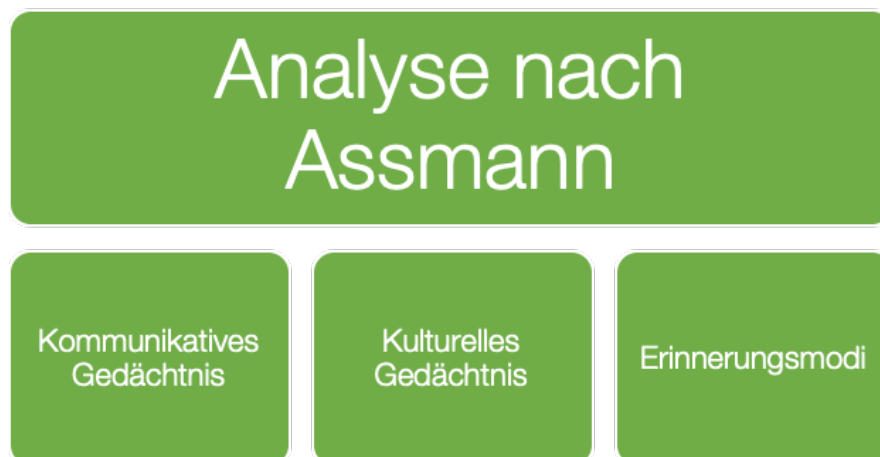 Analyse nach
Assmann
Kommunikatives
Gedächtnis
Kulturelles
Gedächtnis
Erinnerungsmodi